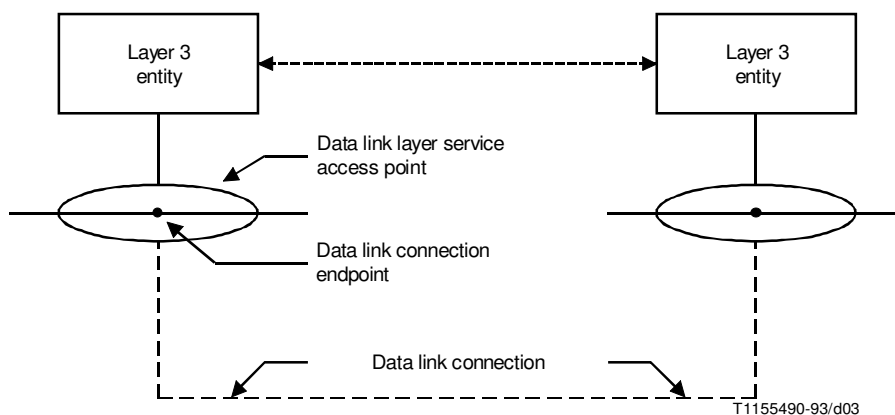 Layer 3
entity
Layer 3
entity
Data link layer service
access point
Data link connection
endpoint
Data link connection
T1155490-93/d03